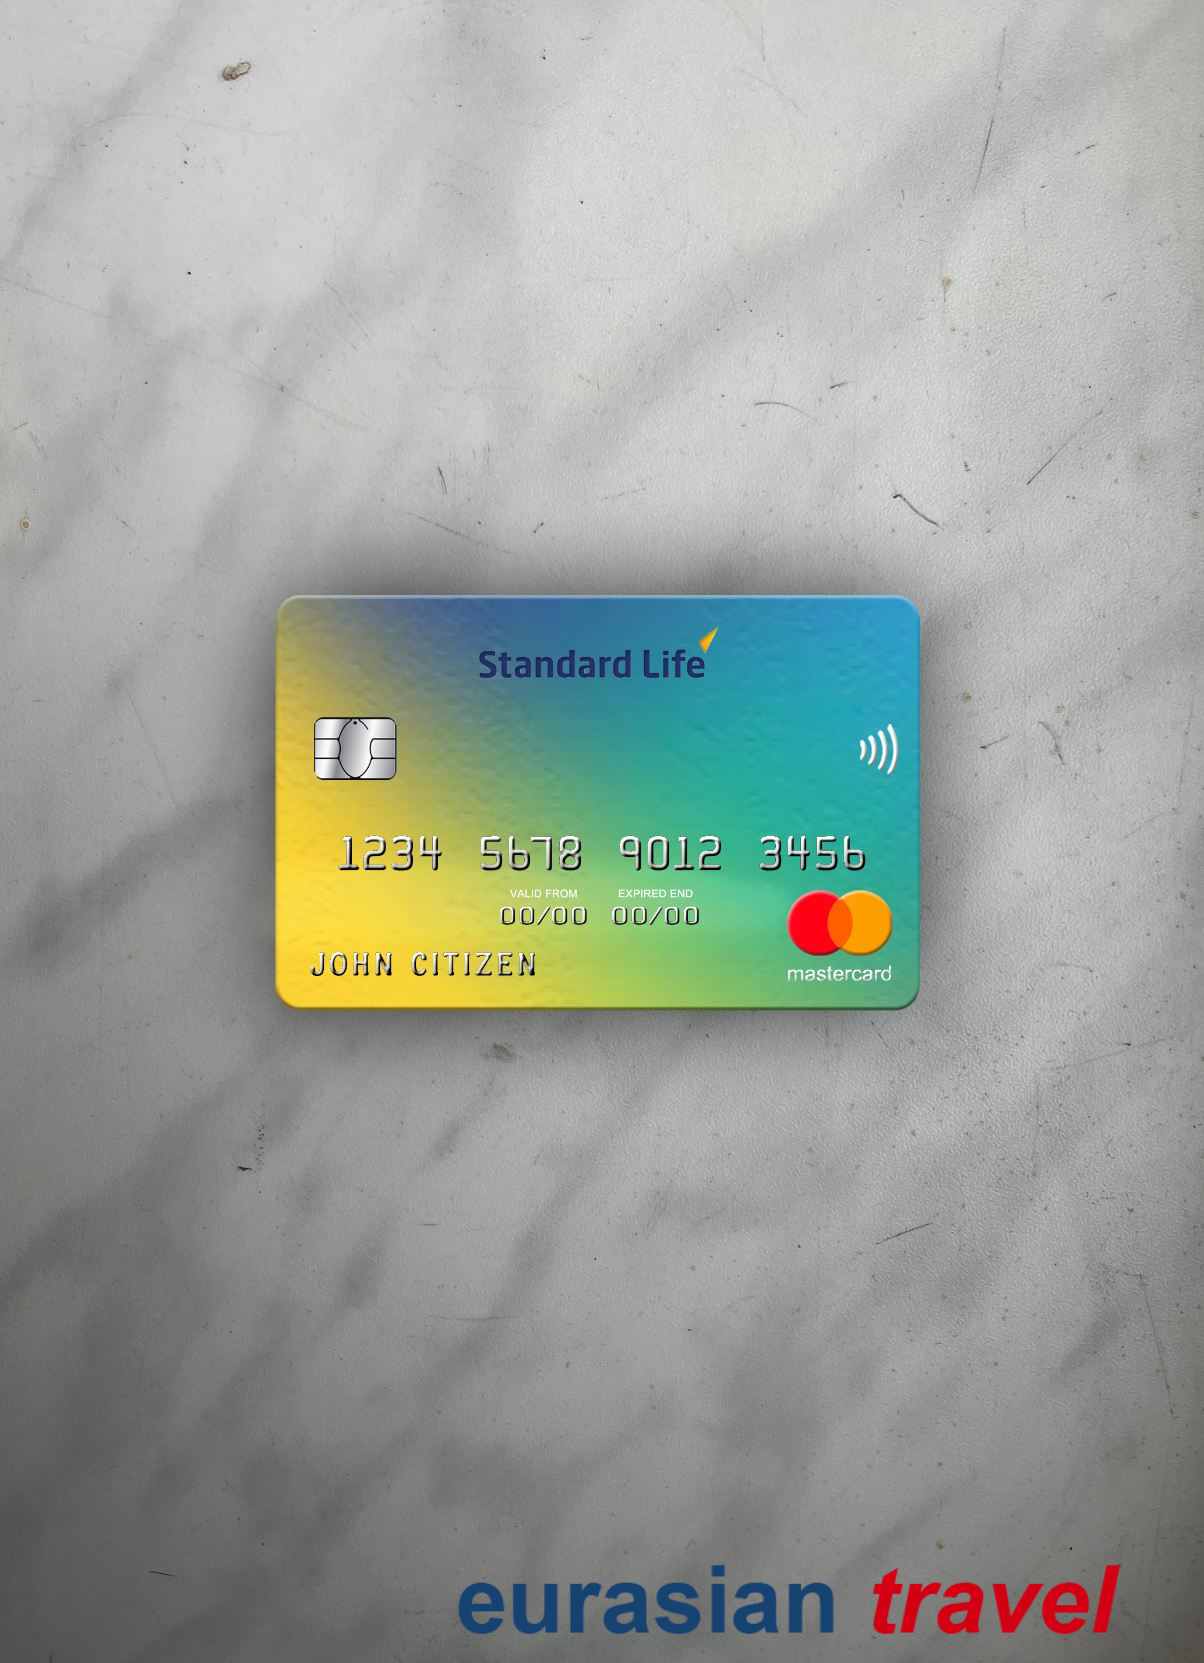 Standard Life
1234 5678 9012 3456
VALID FROM EXPIRED END
00/00 00/00
JOHN CITIZEN
mastercard
eurasian travel